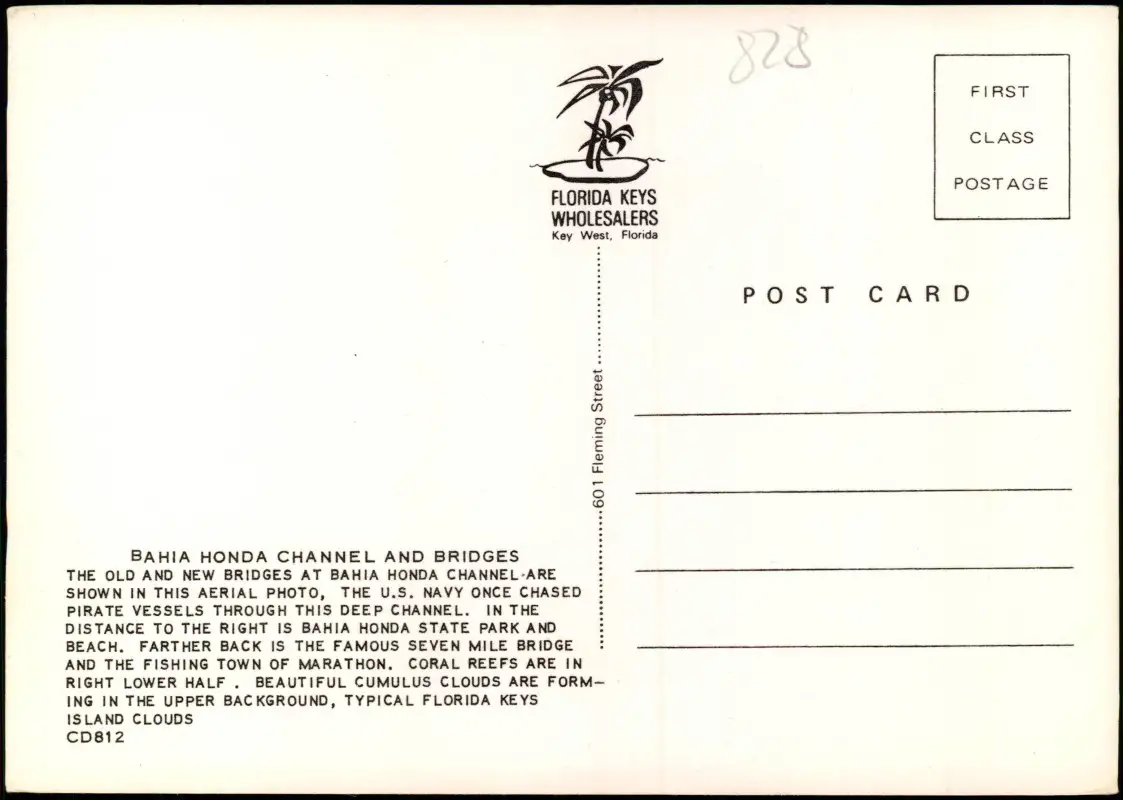 828
FIRST
CLASS
POSTAGE
FLORIDA KEYS
WHOLESALERS
Key West, Florida
POST CARD
601 Fleming Street
BAHIA HONDA CHANNEL AND BRIDGES
THE OLD AND NEW BRIDGES AT BAHIA HONDA CHANNEL·ARE
SHOWN IN THIS AERIAL PHOTO, THE U.S. NAVY ONCE CHASED
PIRATE VESSELS THROUGH THIS DEEP CHANNEL. IN THE
DISTANCE TO THE RIGHT IS BAHIA HONDA STATE PARK AND
BEACH. FARTHER BACK IS THE FAMOUS SEVEN MILE BRIDGE
AND THE FISHING TOWN OF MARATHON. CORAL REEFS ARE IN
RIGHT LOWER HALF . BEAUTIFUL CUMULUS CLOUDS ARE FORM–
ING IN THE UPPER BACKGROUND, TYPICAL FLORIDA KEYS
ISLAND CLOUDS
CD812